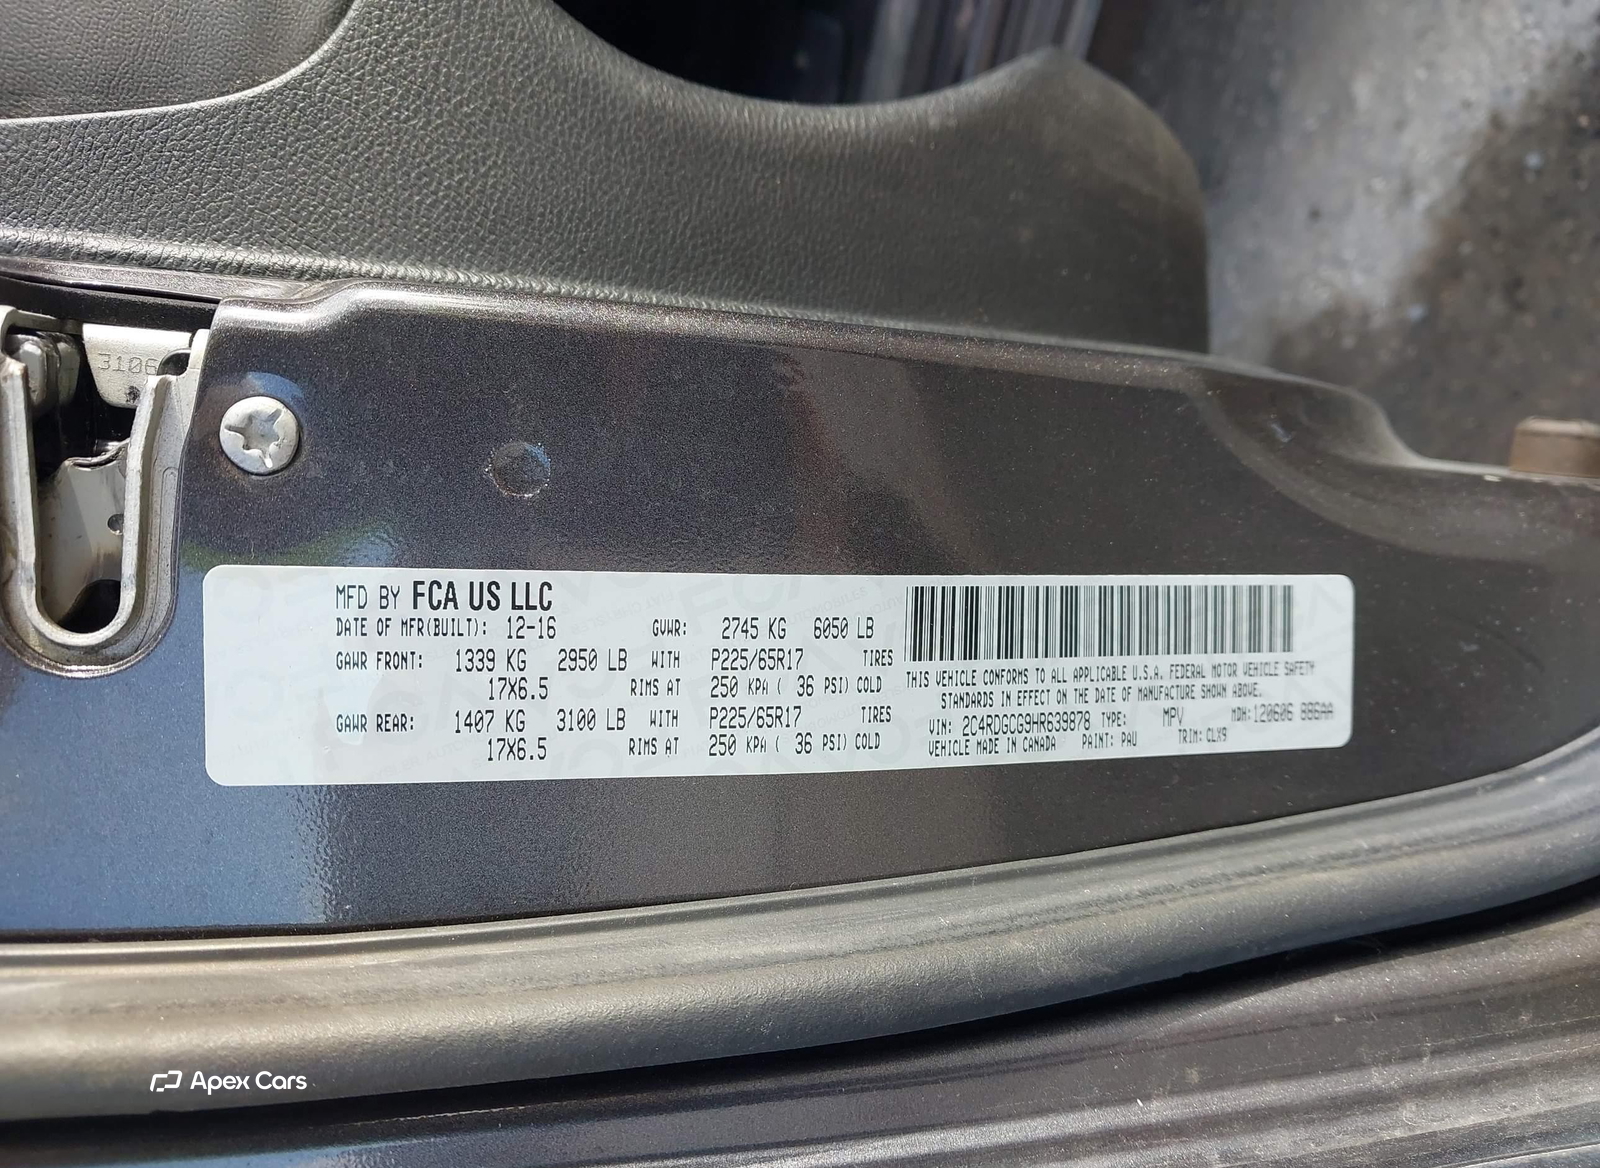 3106
MFD BY FCA US LLC
DATE OF MFR(BUILT): 12-16 GVWR: 2745 KG 6050 LB
GAWR FRONT: 1339 KG 2950 LB WITH P225/65R17 TIRES
17X6.5 RIMS AT 250 KPA ( 36 PSI) COLD
GAWR REAR: 1407 KG 3100 LB WITH P225/65R17 TIRES
17X6.5 RIMS AT 250 KPA ( 36 PSI) COLD
THIS VEHICLE CONFORMS TO ALL APPLICABLE U.S.A. FEDERAL MOTOR VEHICLE SAFETY
STANDARDS IN EFFECT ON THE DATE OF MANUFACTURE SHOWN ABOVE.
VIN: 2C4RDGCG9HR639878 TYPE: MPV MDH:120606 886AA
VEHICLE MADE IN CANADA PAINT: PAU TRIM: CLX9
Apex Cars